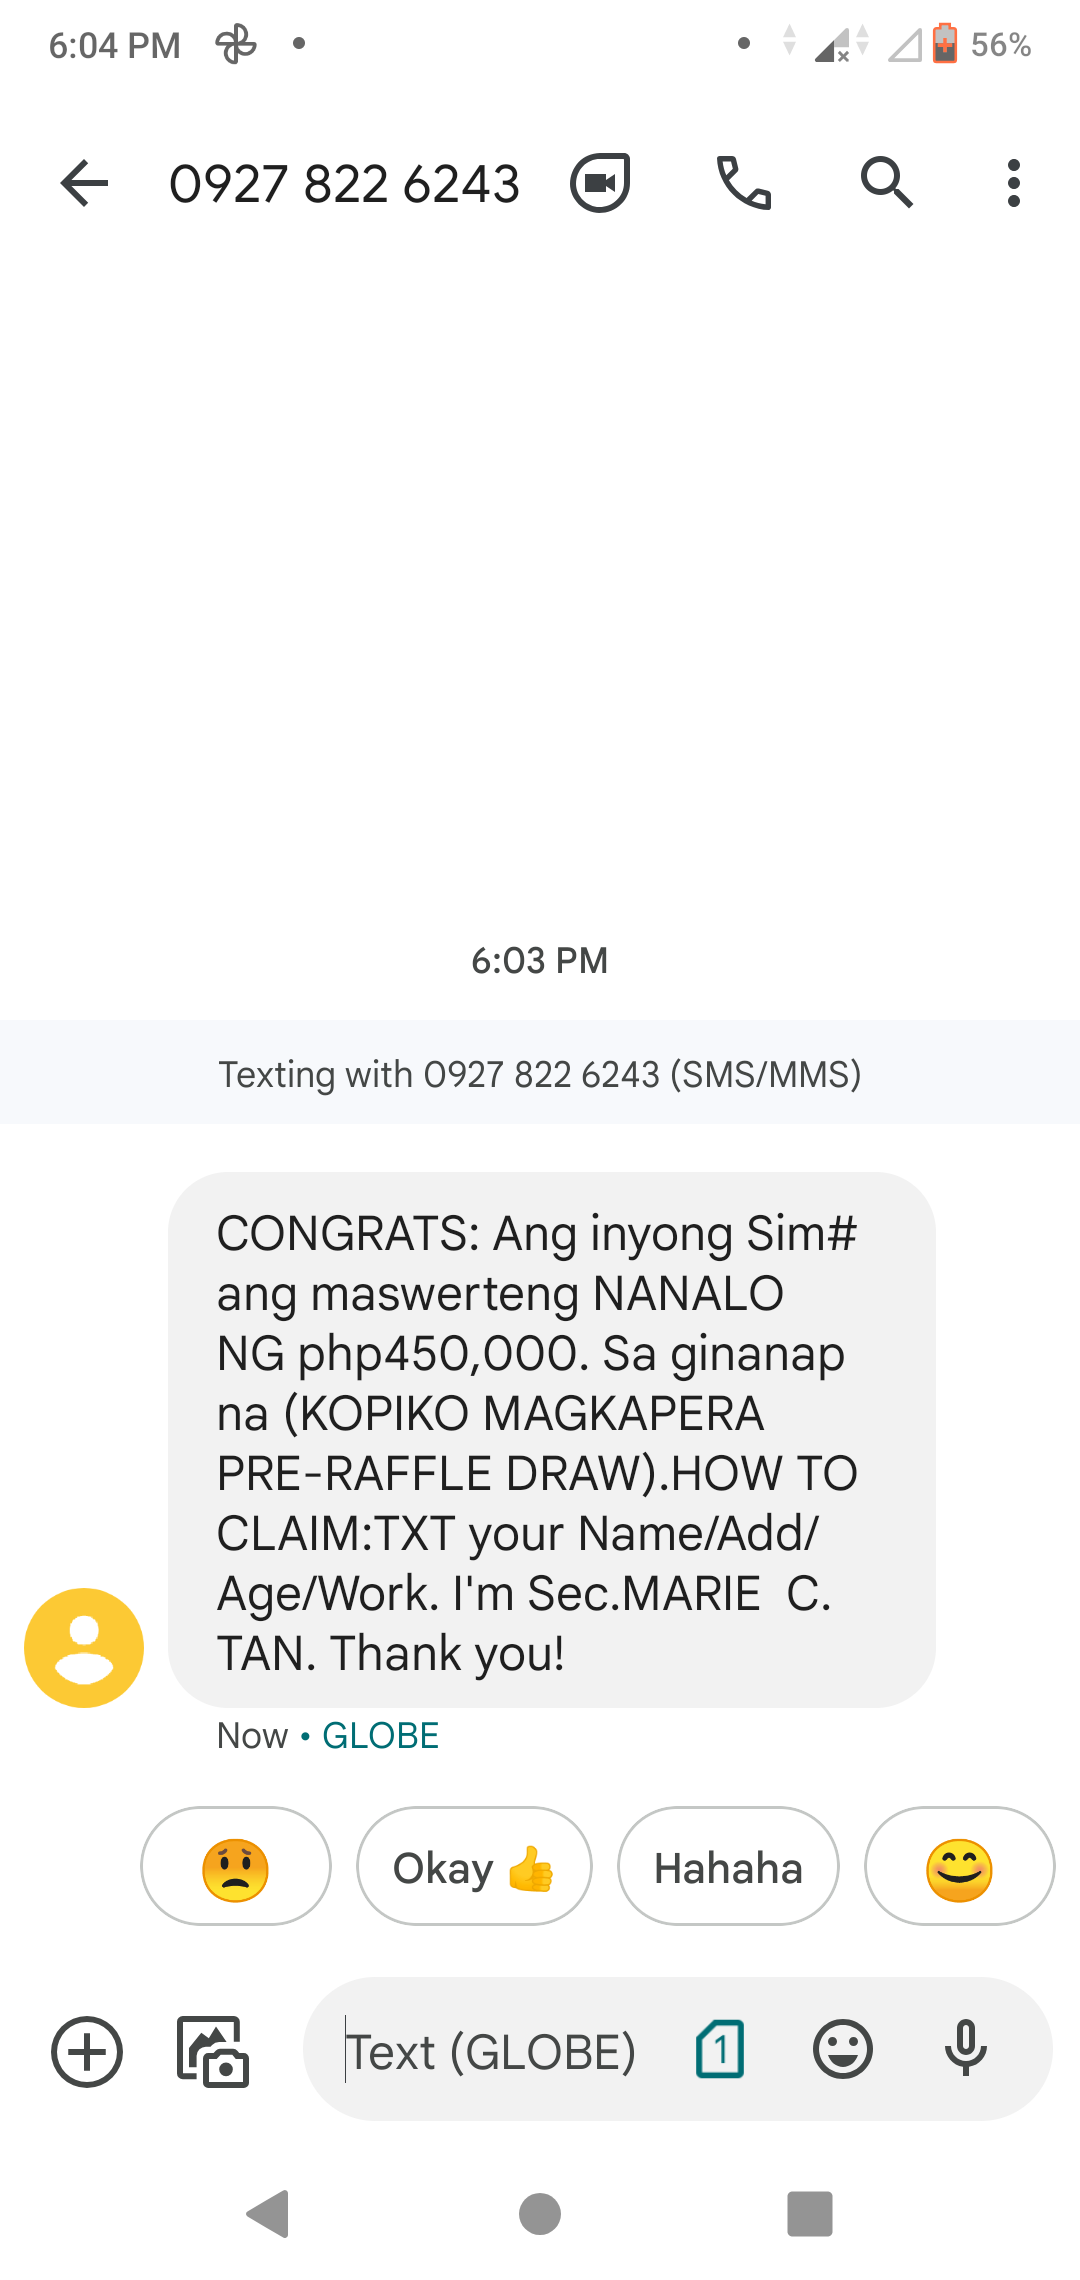 6:04 PM
56%
0927 822 6243
6:03 PM
Texting with 0927 822 6243 (SMS/MMS)
CONGRATS: Ang inyong Sim#
ang maswerteng NANALO
NG php450,000. Sa ginanap
na (KOPIKO MAGKAPERA
PRE-RAFFLE DRAW).HOW TO
CLAIM:TXT your Name/Add/
Age/Work. I'm Sec.MARIE  C.
TAN. Thank you!
Now • GLOBE
😟
Okay 👍
Hahaha
😊
Text (GLOBE)
1